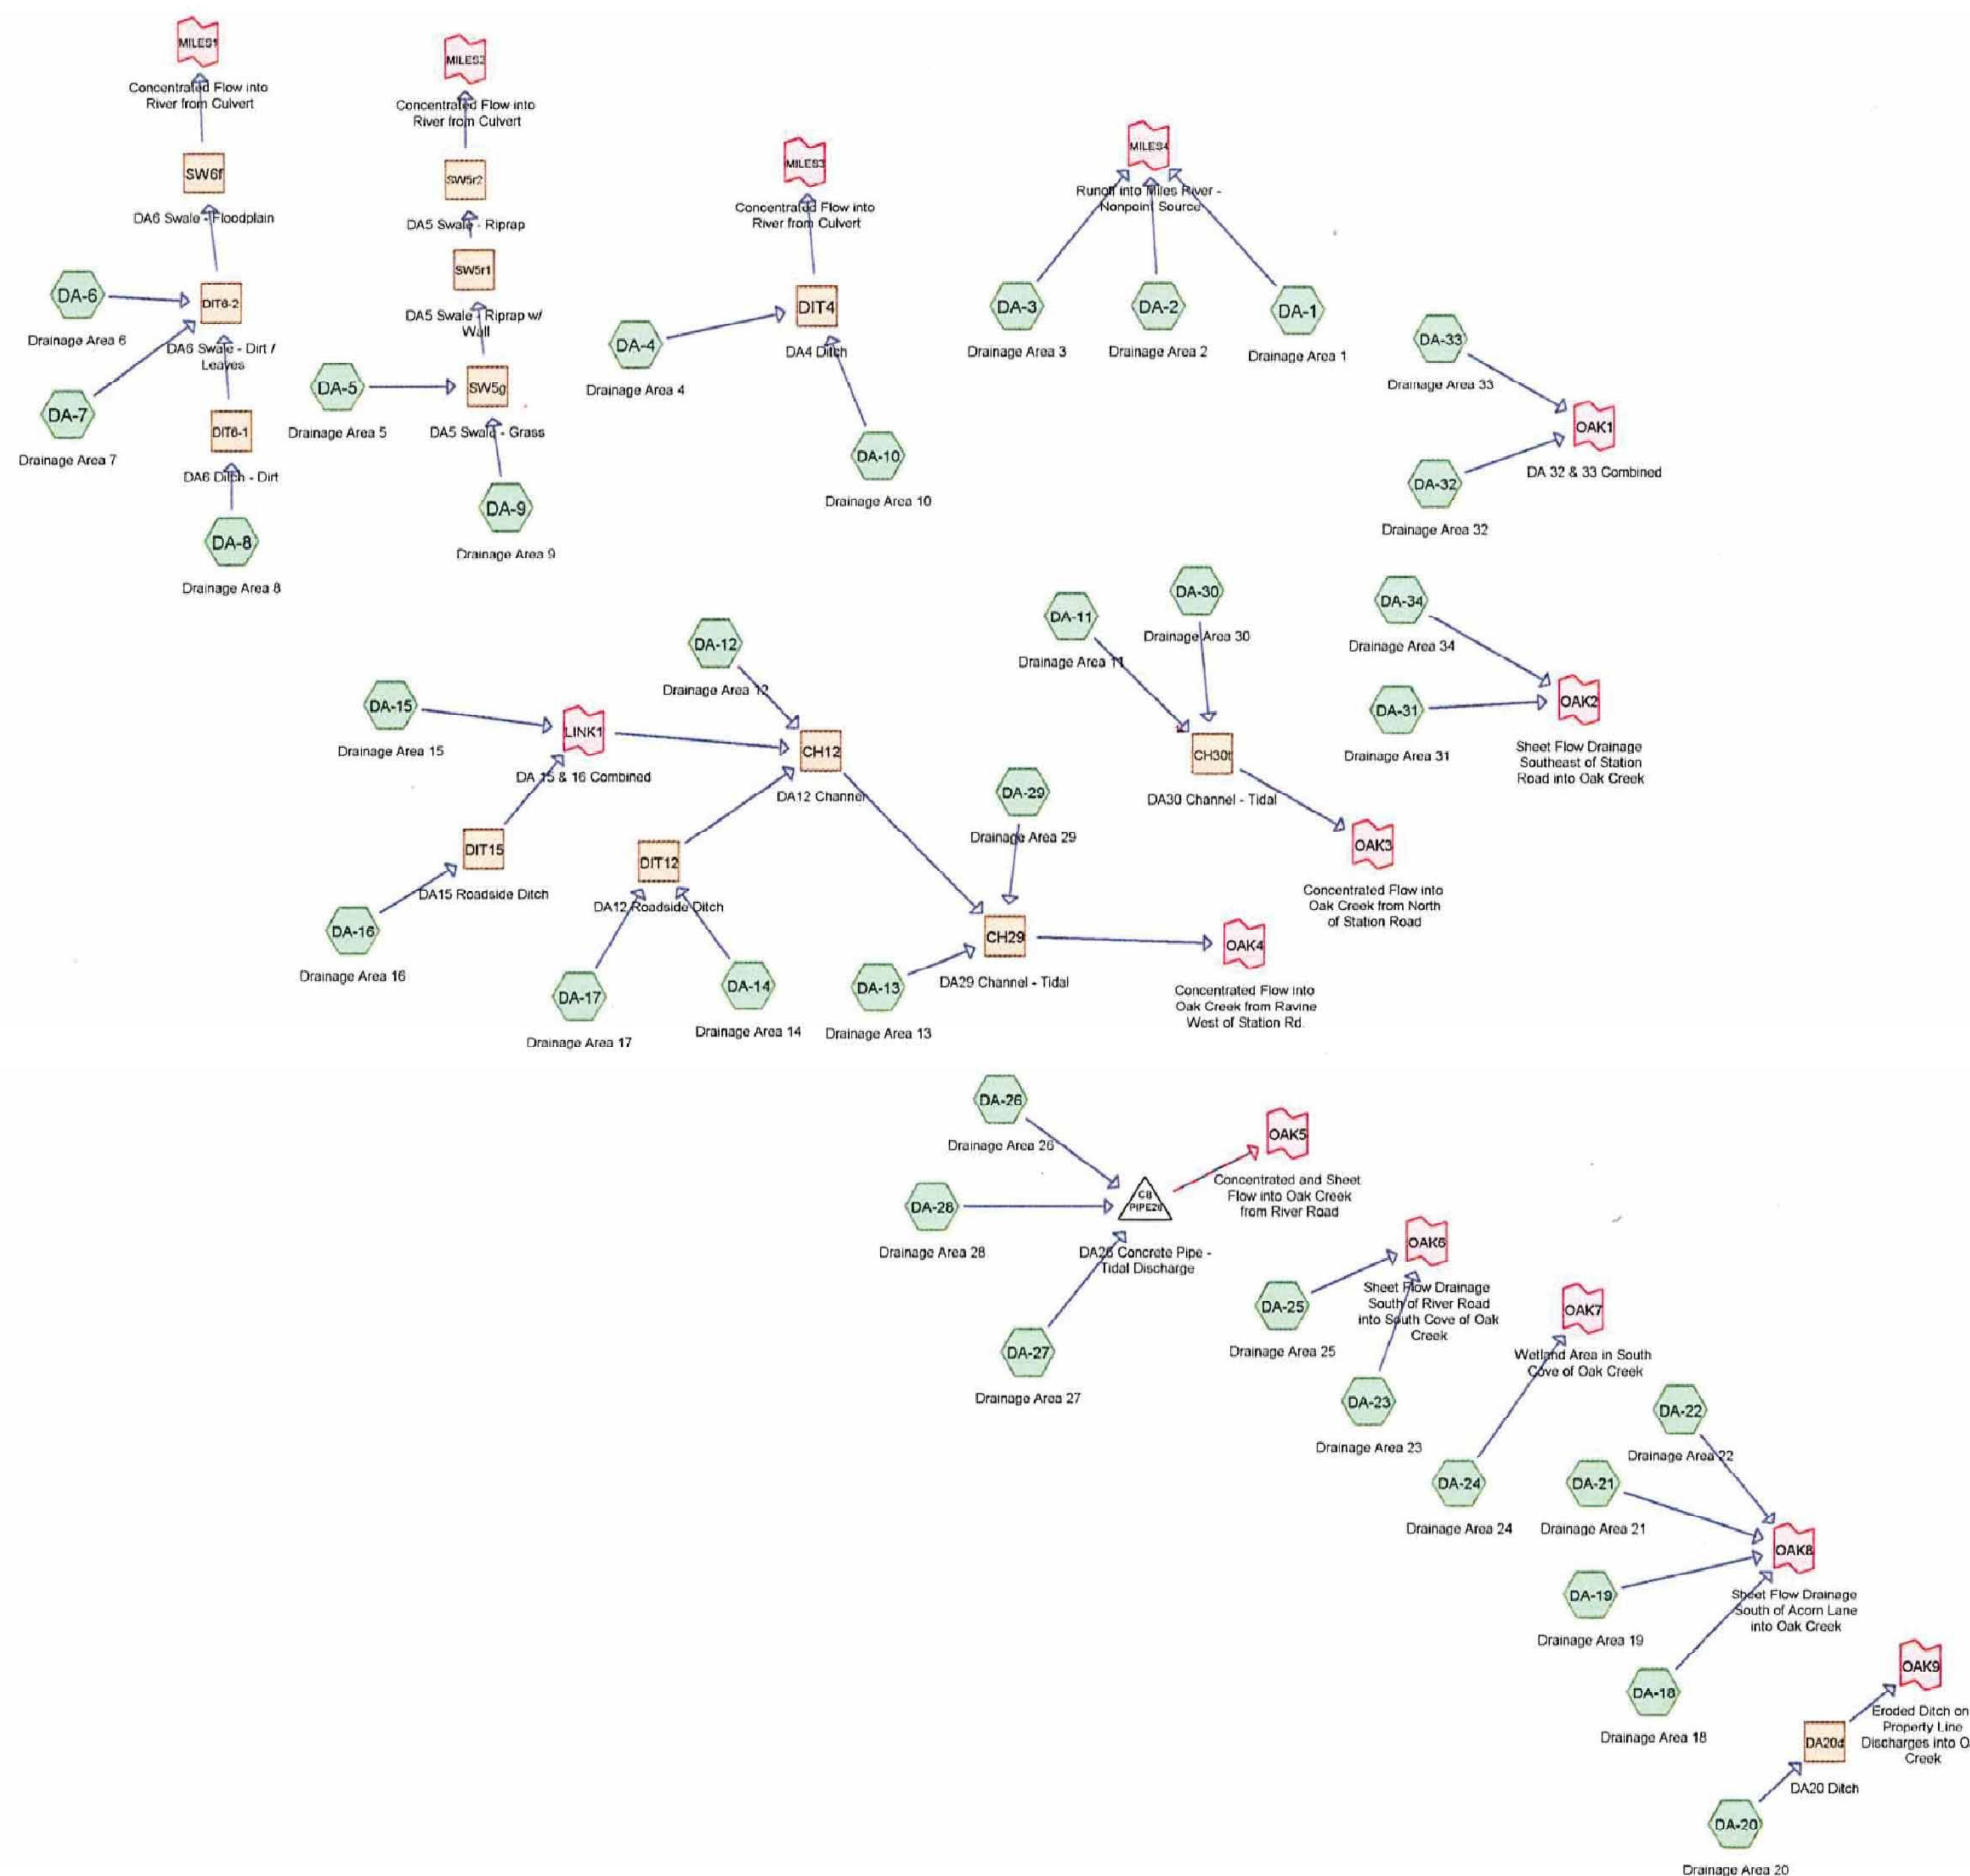 MILES1
Concentrated Flow into
River from Culvert
SW6f
DA6 Swale - Floodplain
DA-6
Drainage Area 6
DIT6-2
DA6 Swale - Dirt /
Leaves
DA-7
Drainage Area 7
DIT6-1
DA6 Ditch - Dirt
DA-8
Drainage Area 8
MILES2
Concentrated Flow into
River from Culvert
SW5r2
DA5 Swale - Riprap
SW5r1
DA5 Swale - Riprap w/
Wall
DA-5
Drainage Area 5
SW5g
DA5 Swale - Grass
DA-9
Drainage Area 9
MILES3
Concentrated Flow into
River from Culvert
DIT4
DA4 Ditch
DA-4
Drainage Area 4
DA-10
Drainage Area 10
MILES4
Runoff into Miles River -
Nonpoint Source
DA-3
Drainage Area 3
DA-2
Drainage Area 2
DA-1
Drainage Area 1
DA-33
Drainage Area 33
OAK1
DA 32 & 33 Combined
DA-32
Drainage Area 32
DA-12
Drainage Area 12
DA-15
Drainage Area 15
LINK1
DA 15 & 16 Combined
CH12
DA12 Channel
DIT15
DA15 Roadside Ditch
DA-16
Drainage Area 16
DIT12
DA12 Roadside Ditch
DA-17
Drainage Area 17
DA-14
Drainage Area 14
DA-29
Drainage Area 29
CH29
DA29 Channel - Tidal
DA-13
Drainage Area 13
OAK4
Concentrated Flow into
Oak Creek from Ravine
West of Station Rd.
DA-11
Drainage Area 11
DA-30
Drainage Area 30
CH30t
DA30 Channel - Tidal
OAK3
Concentrated Flow into
Oak Creek from North
of Station Road
DA-34
Drainage Area 34
DA-31
Drainage Area 31
OAK2
Sheet Flow Drainage
Southeast of Station
Road into Oak Creek
DA-26
Drainage Area 26
DA-28
Drainage Area 28
CB
PIPE26
DA26 Concrete Pipe -
Tidal Discharge
DA-27
Drainage Area 27
OAK5
Concentrated and Sheet
Flow into Oak Creek
from River Road
OAK6
Sheet Flow Drainage
South of River Road
into South Cove of Oak
Creek
DA-25
Drainage Area 25
DA-23
Drainage Area 23
OAK7
Wetland Area in South
Cove of Oak Creek
DA-24
Drainage Area 24
DA-22
Drainage Area 22
DA-21
Drainage Area 21
OAK8
Sheet Flow Drainage
South of Acorn Lane
into Oak Creek
DA-19
Drainage Area 19
DA-18
Drainage Area 18
OAK9
Eroded Ditch on
Property Line
Discharges into O
Creek
DA20d
DA20 Ditch
DA-20
Drainage Area 20